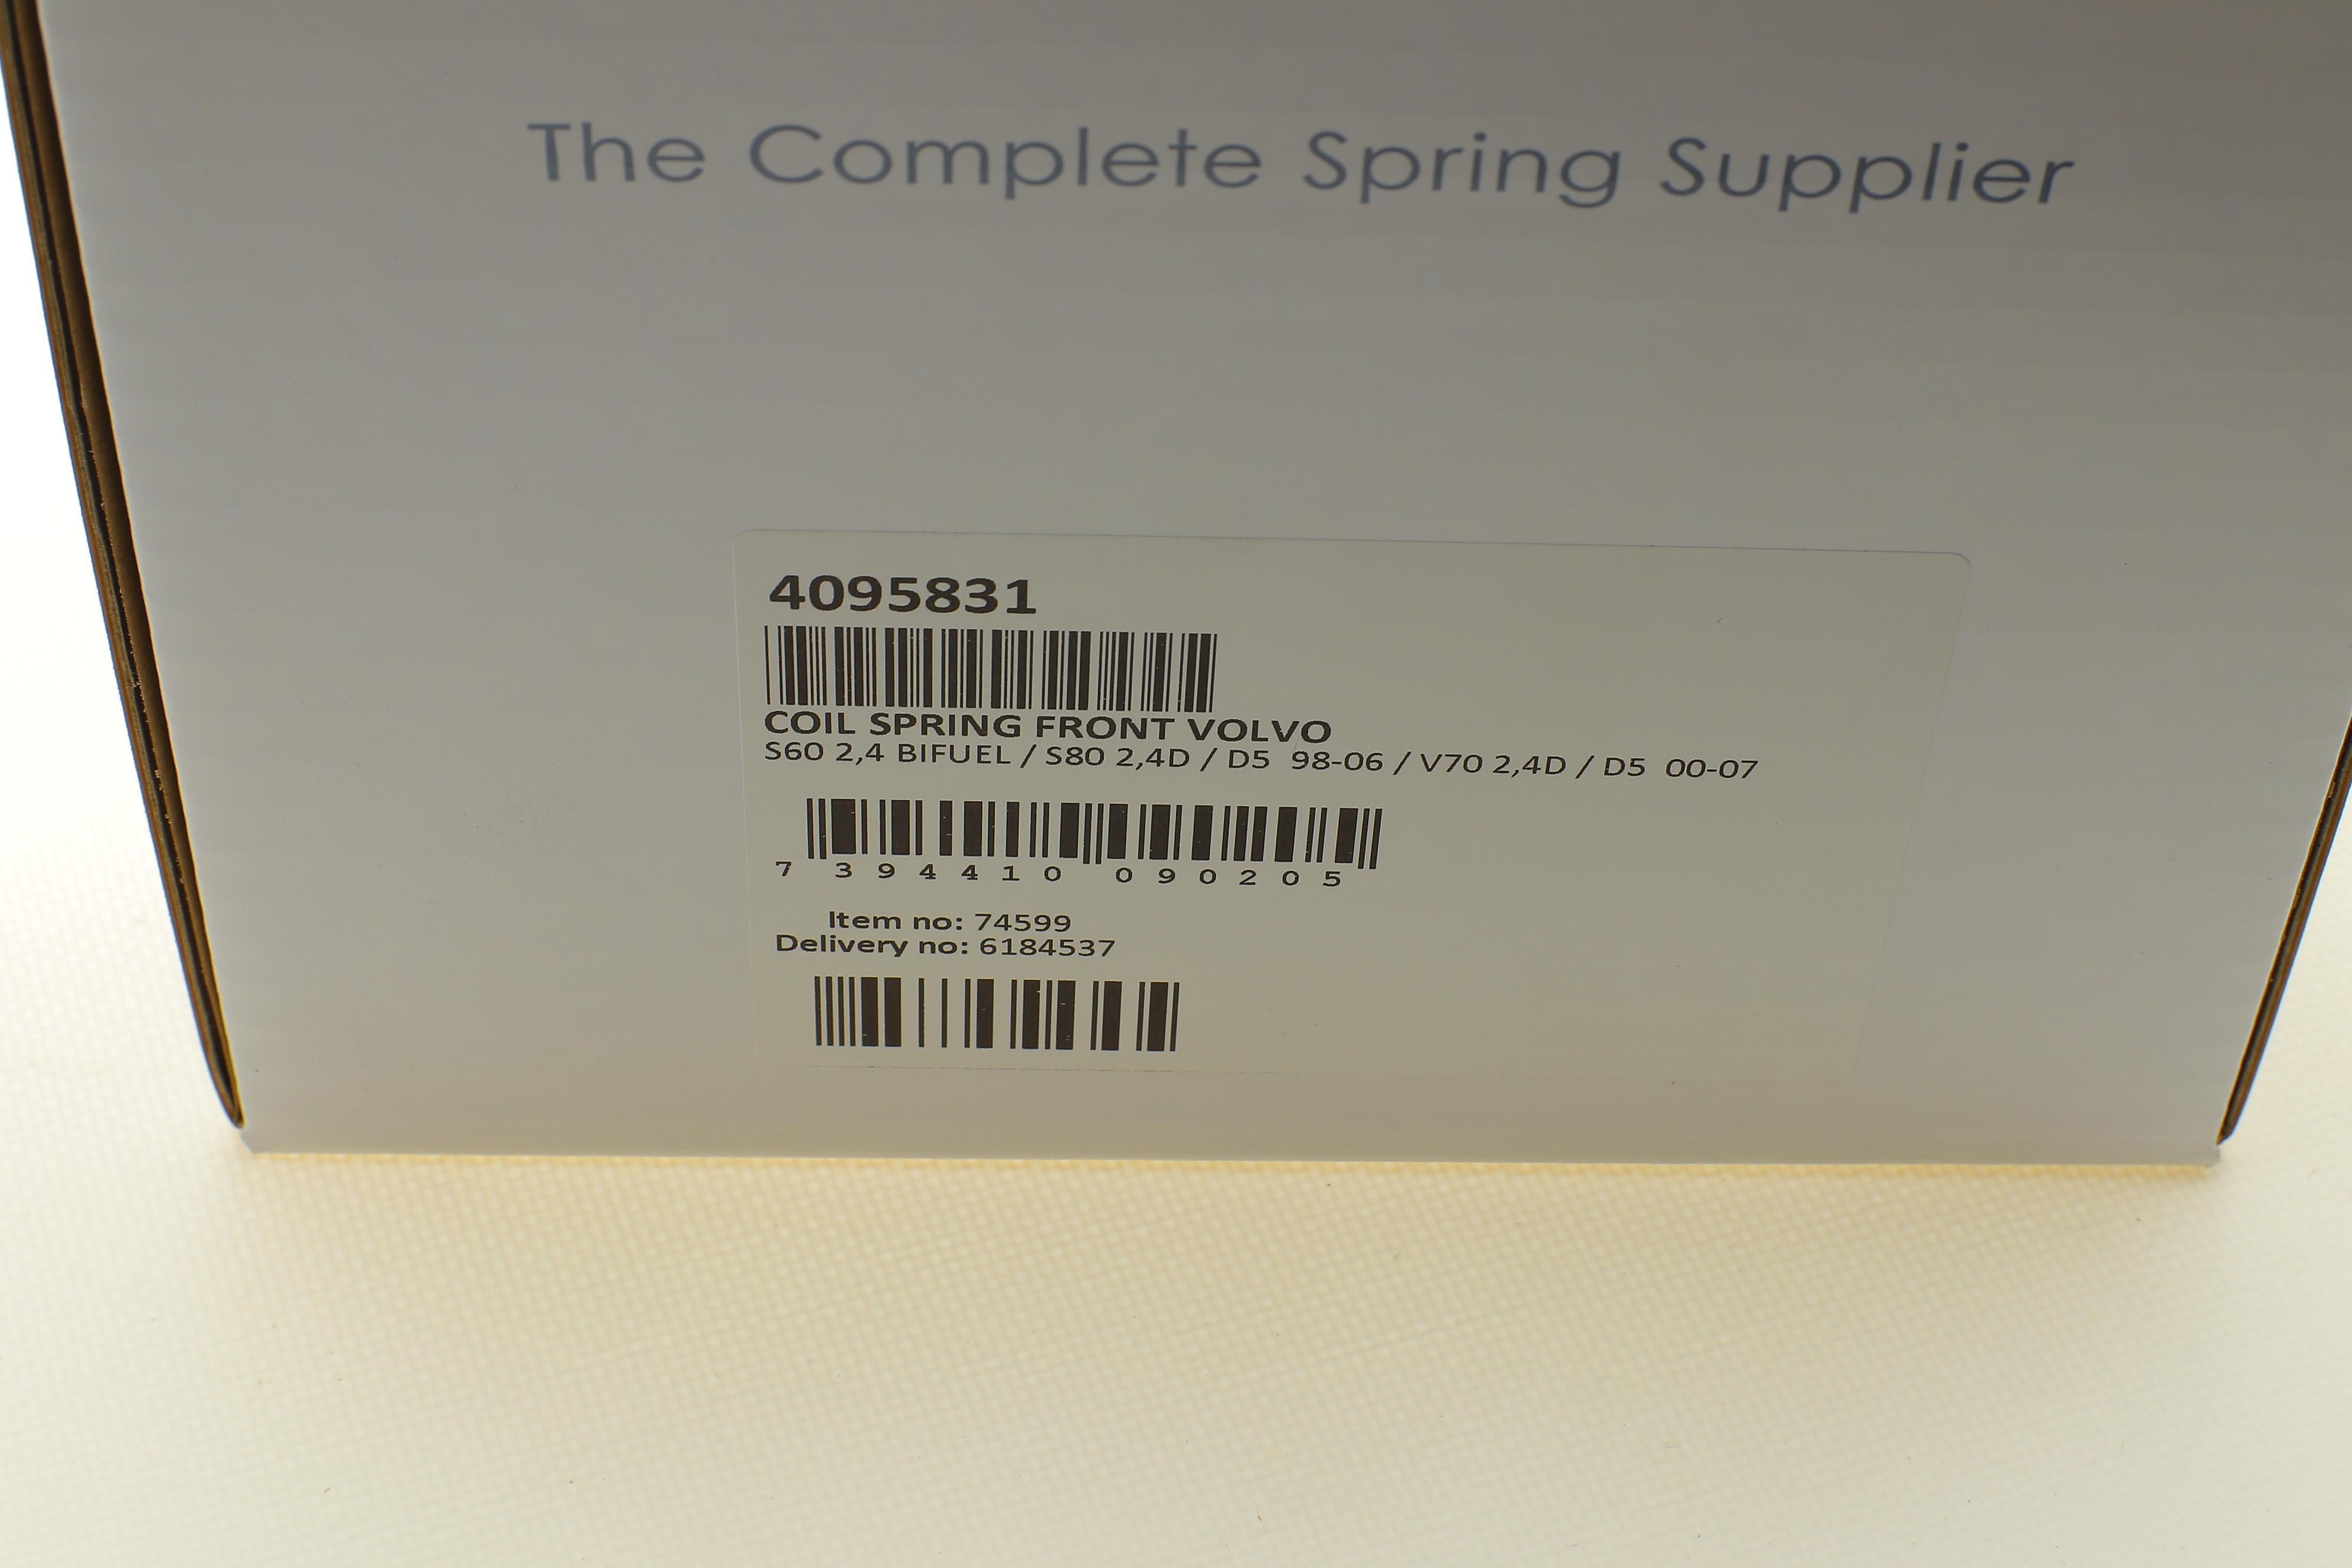 The Complete Spring Supplier
4095831
COIL SPRING FRONT VOLVO
S60 2,4 BIFUEL / S80 2,4D / D5  98-06 / V70 2,4D / D5  00-07
7 394410 090205
Item no: 74599
Delivery no: 6184537